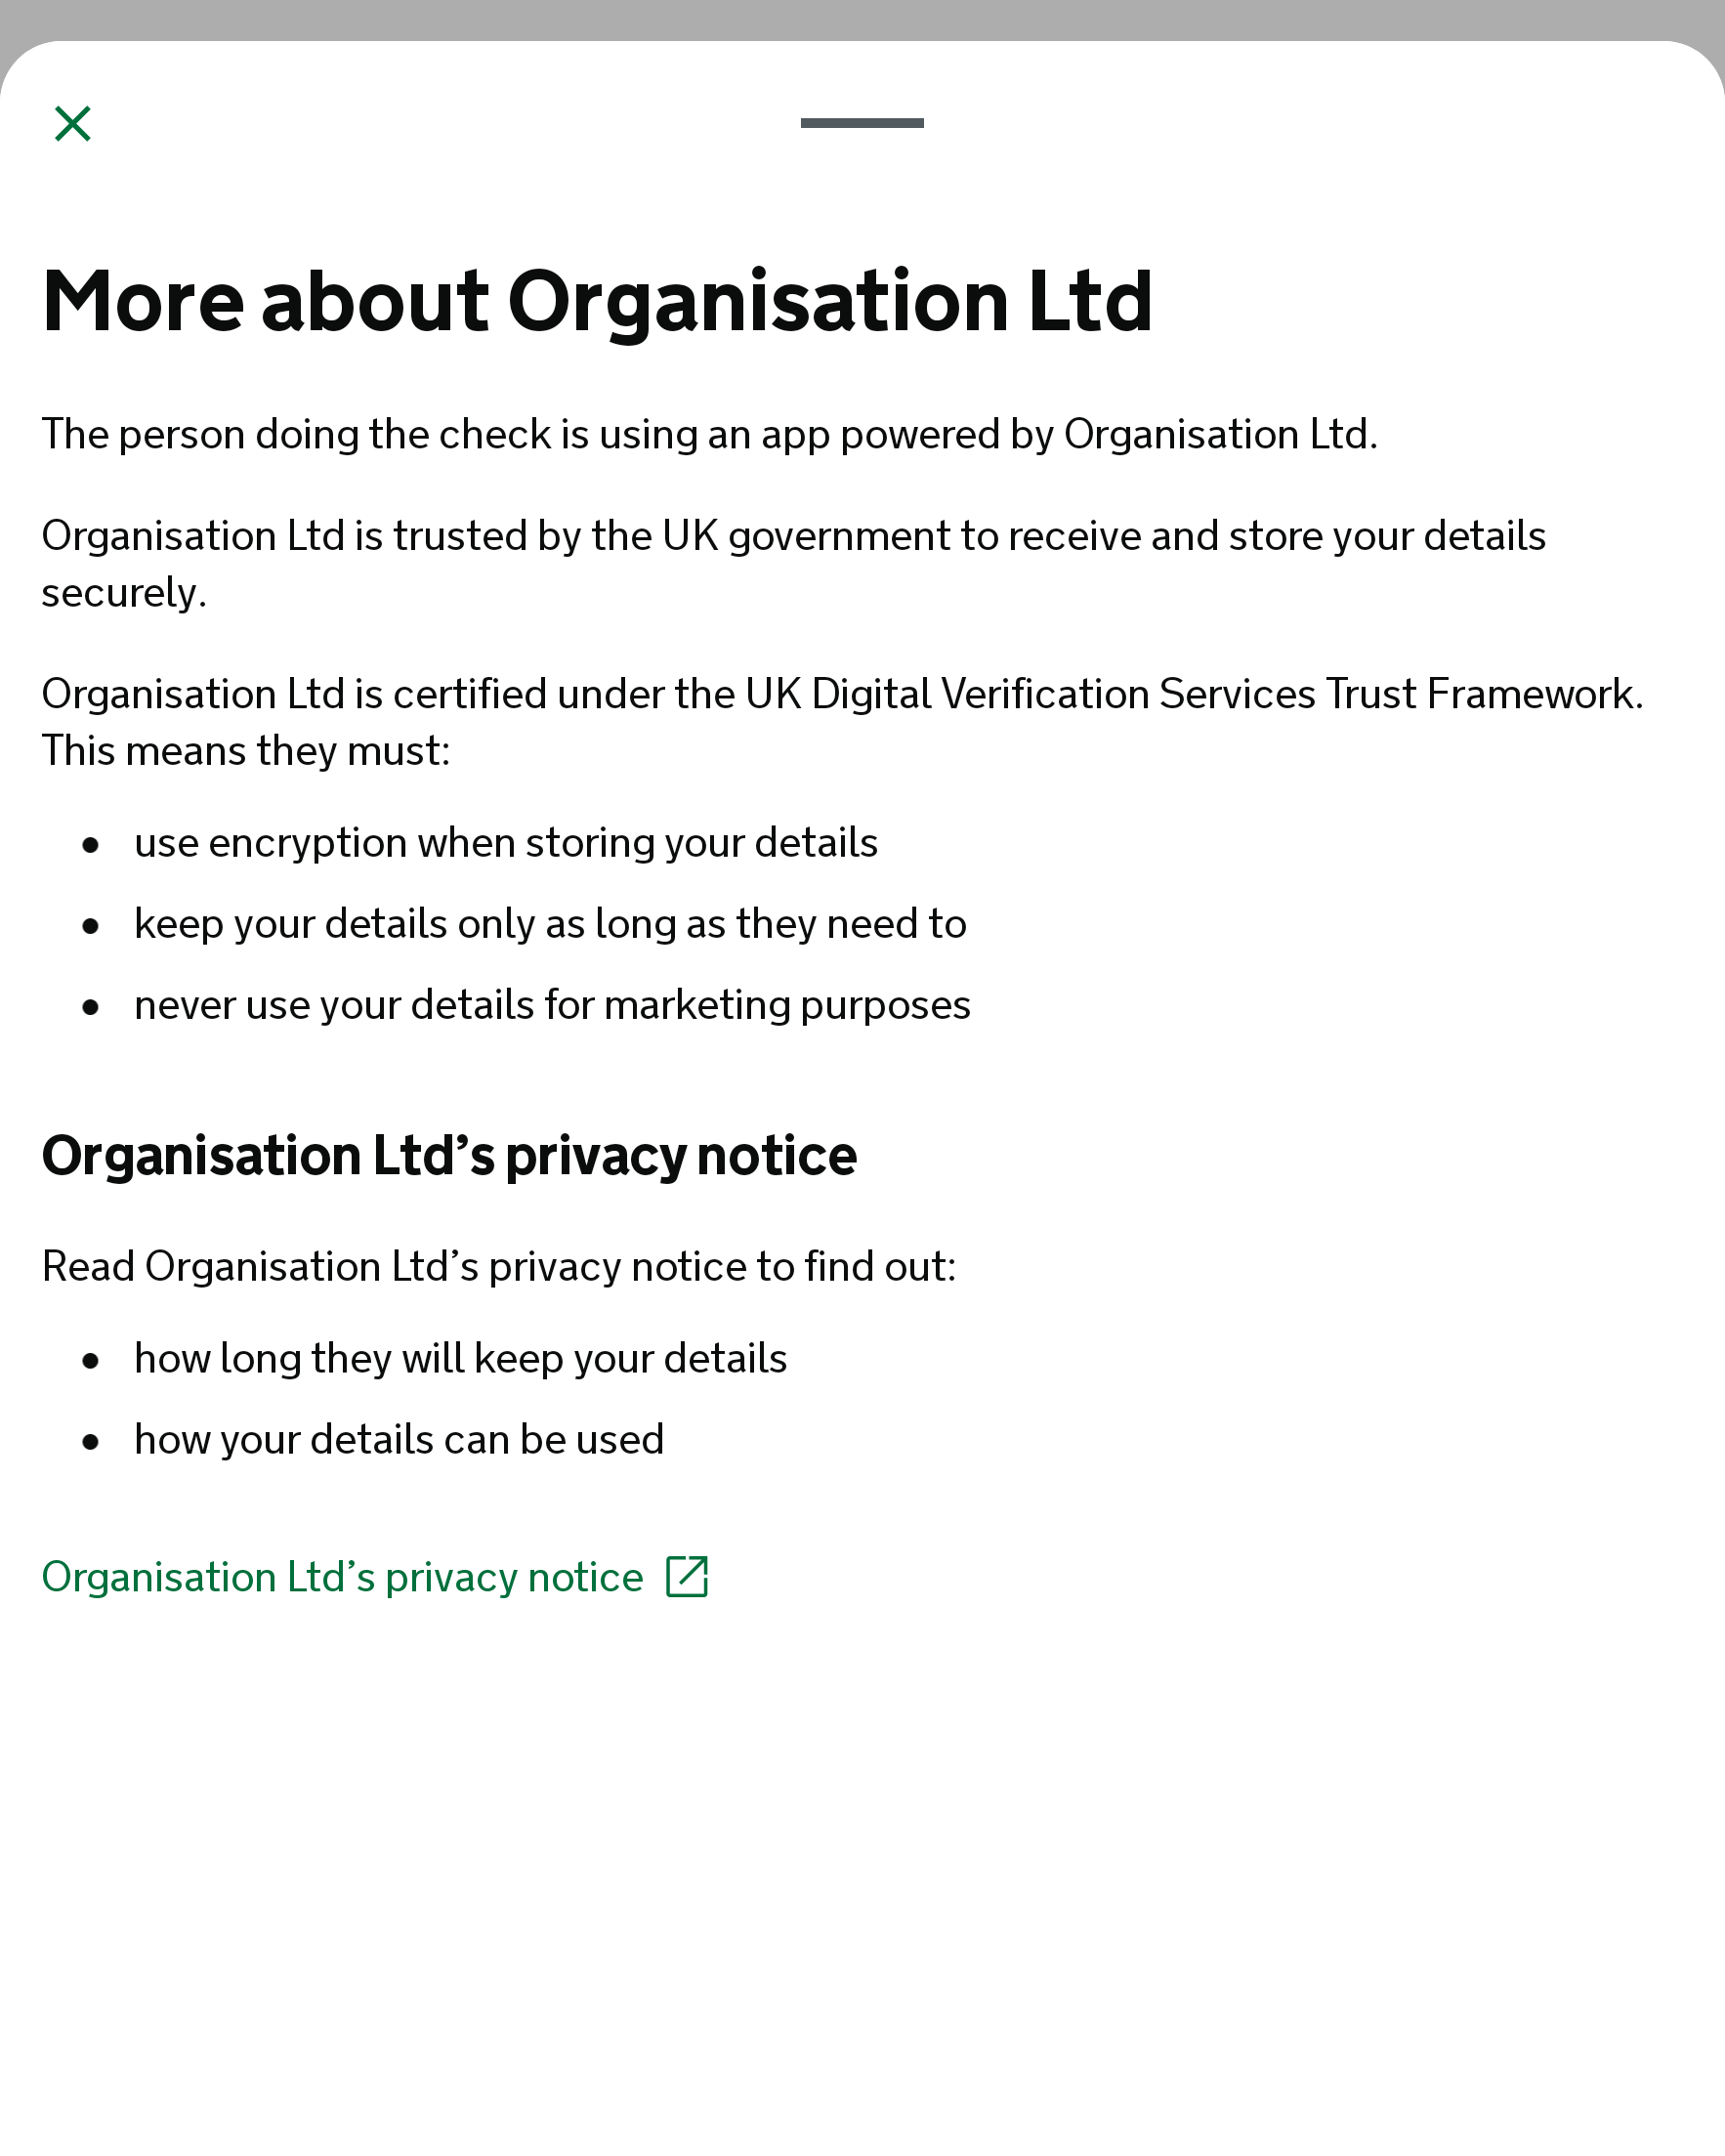 More about Organisation Ltd
The person doing the check is using an app powered by Organisation Ltd.
Organisation Ltd is trusted by the UK government to receive and store your details
securely.
Organisation Ltd is certified under the UK Digital Verification Services Trust Framework.
This means they must:
• use encryption when storing your details
• keep your details only as long as they need to
• never use your details for marketing purposes
Organisation Ltd’s privacy notice
Read Organisation Ltd’s privacy notice to find out:
• how long they will keep your details
• how your details can be used
Organisation Ltd’s privacy notice